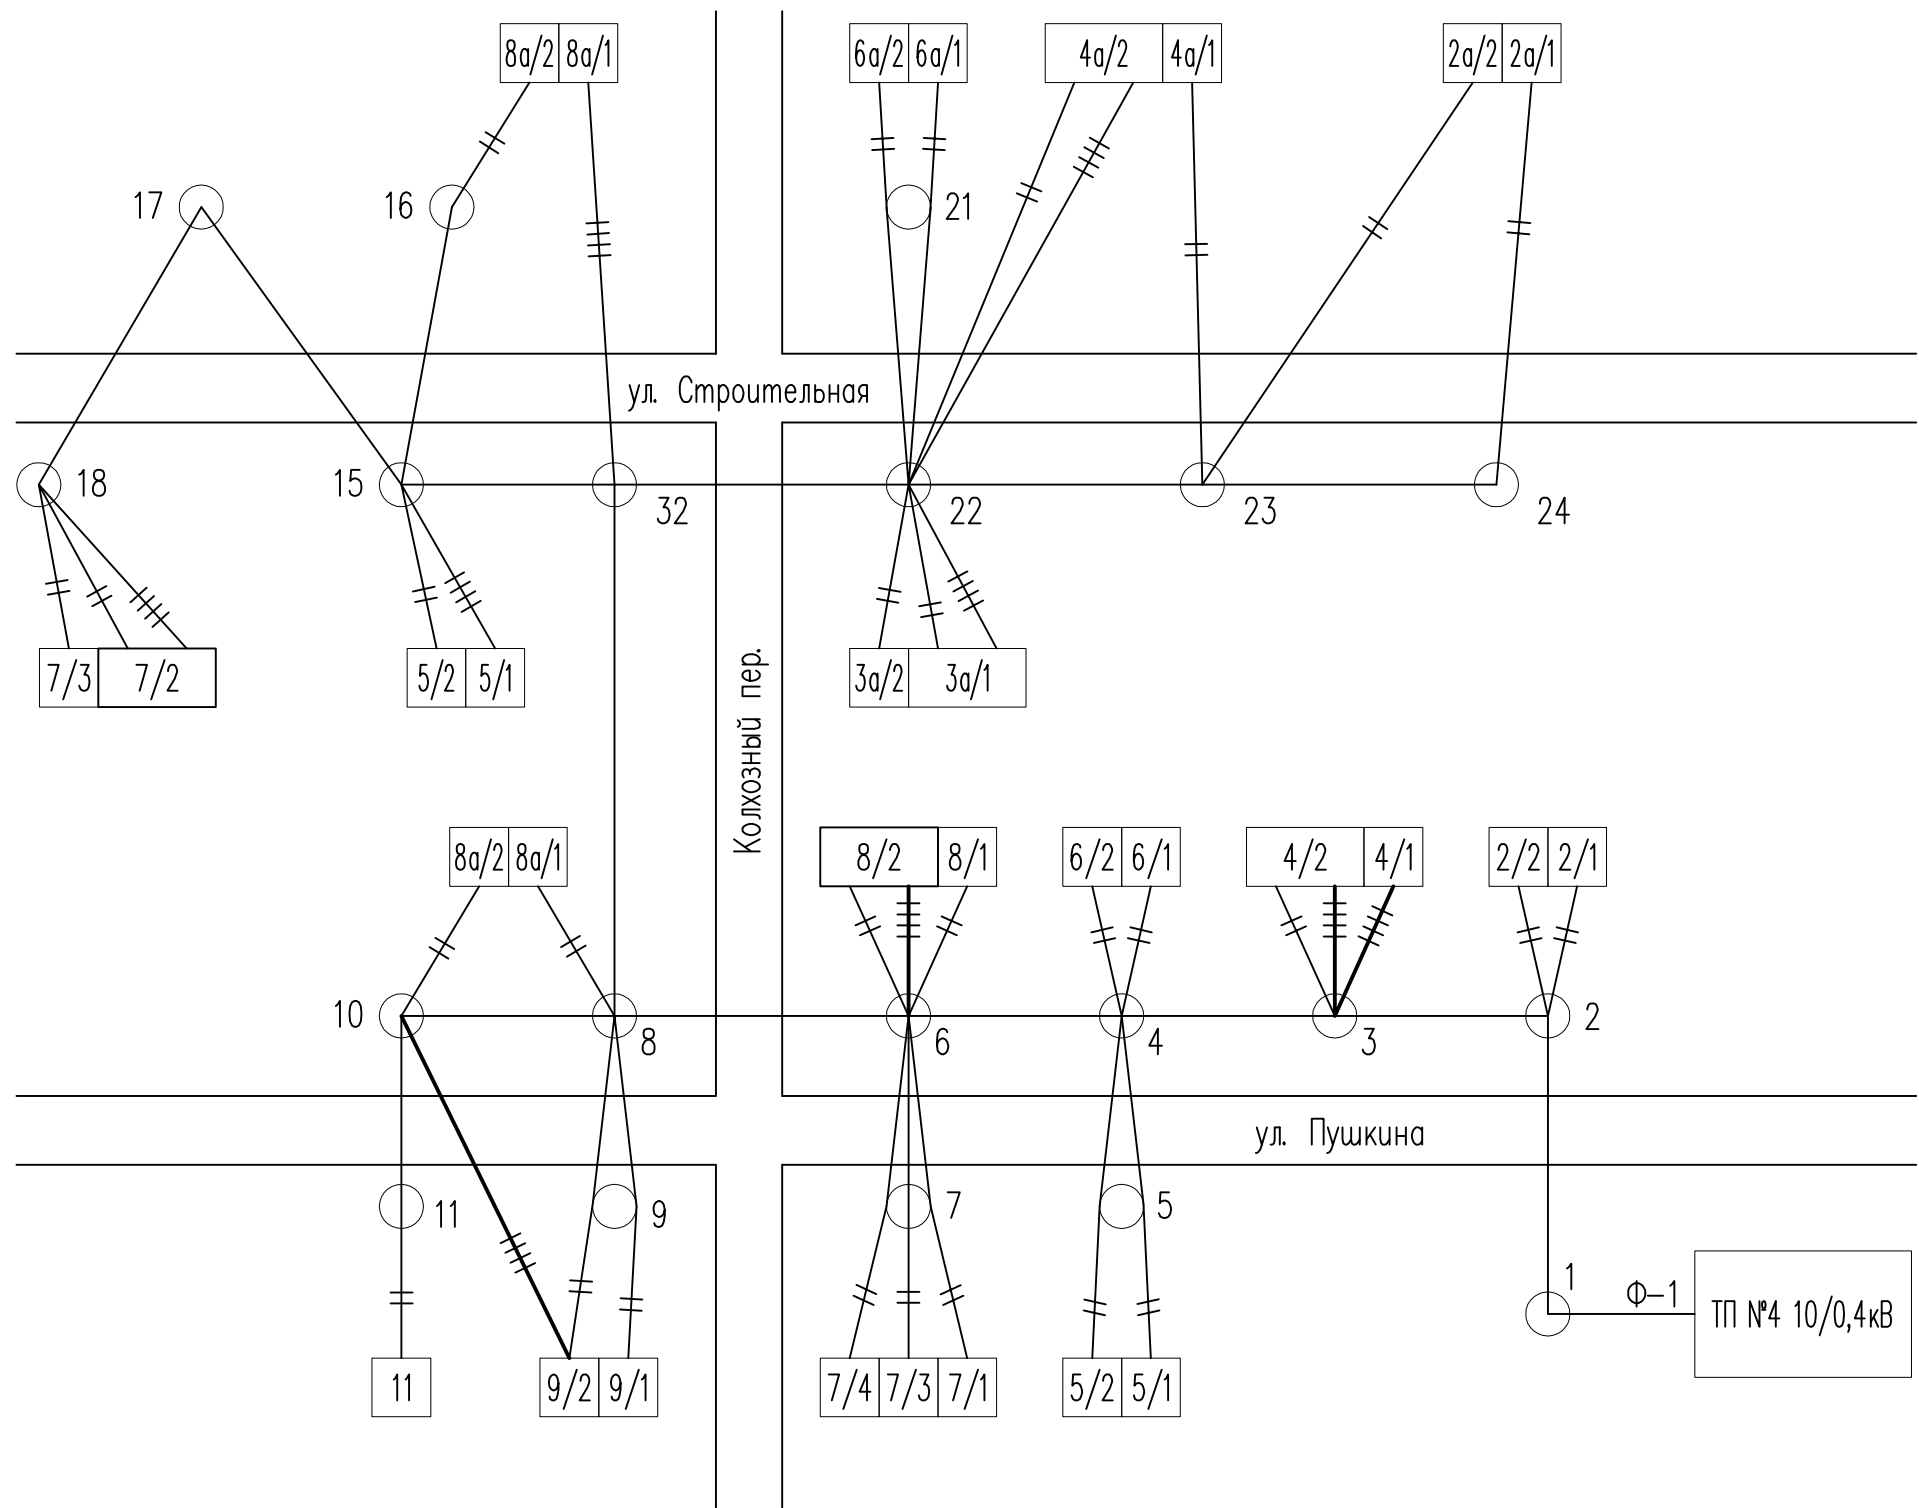 8а/2 8а/1 6а/2 6а/1 4а/2 4а/1 2а/2 2а/1
17 16 21
ул. Строительная
18 15 32 22 23 24
7/3 7/2 5/2 5/1 3а/2 3а/1
Колхозный пер.
8а/2 8а/1 8/2 8/1 6/2 6/1 4/2 4/1 2/2 2/1
10 8 6 4 3 2
ул. Пушкина
11 9 7 5
1
Ф-1
ТП №4 10/0,4кВ
11 9/2 9/1 7/4 7/3 7/1 5/2 5/1